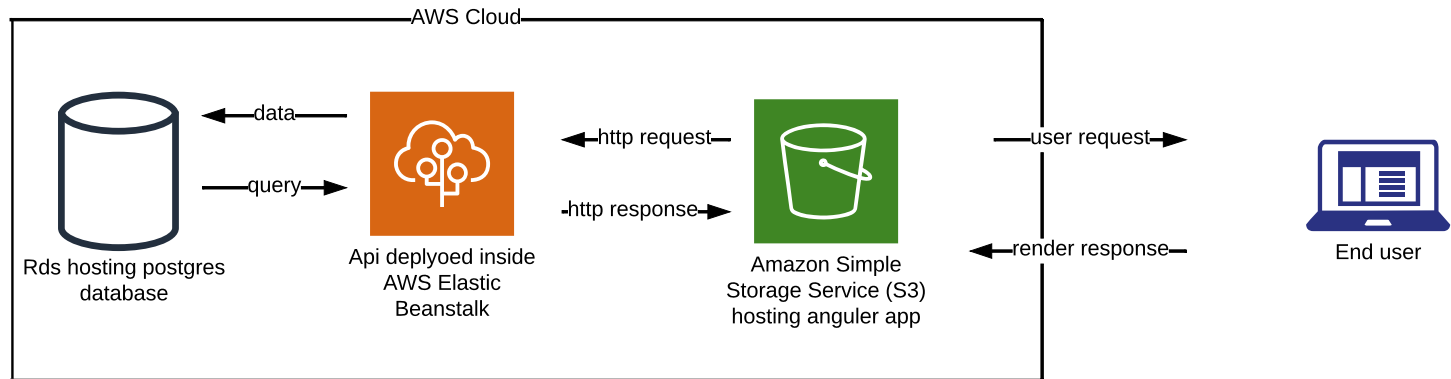 AWS Cloud
data
query
http request
http response
user request
render response
Rds hosting postgres
database
Api deplyoed inside
AWS Elastic
Beanstalk
Amazon Simple
Storage Service (S3)
hosting anguler app
End user